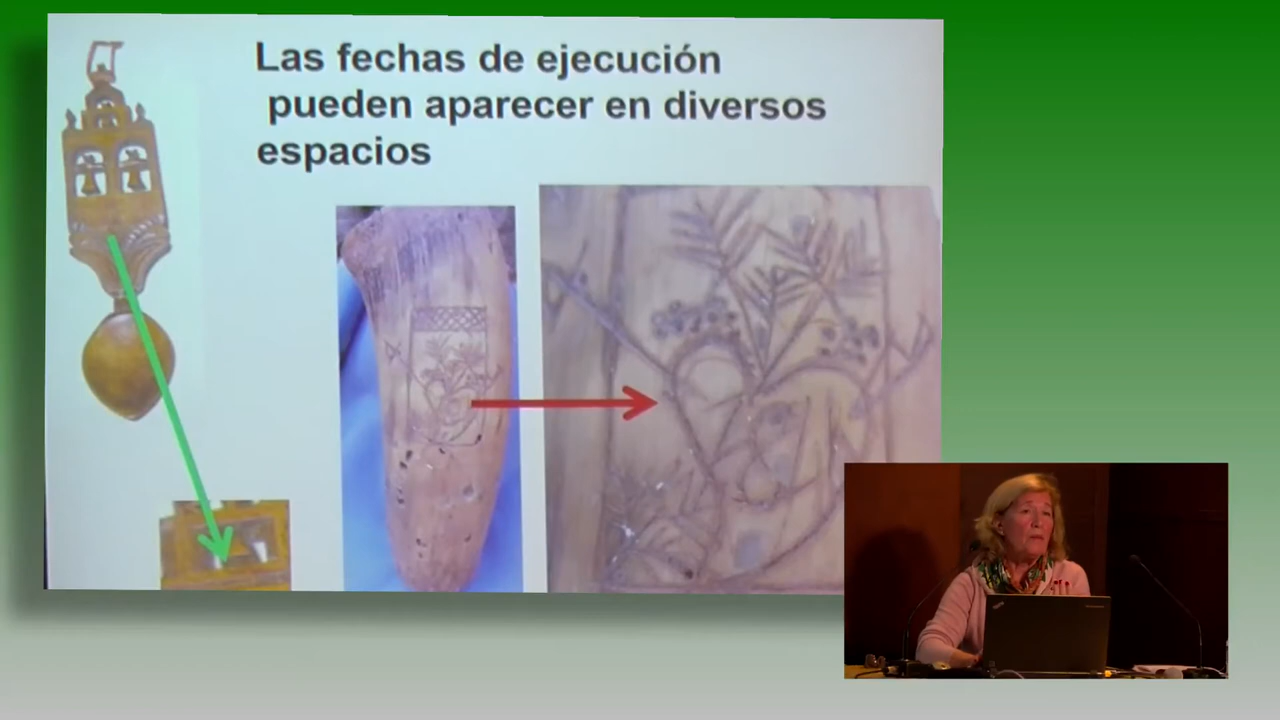 Las fechas de ejecución
pueden aparecer en diversos
espacios